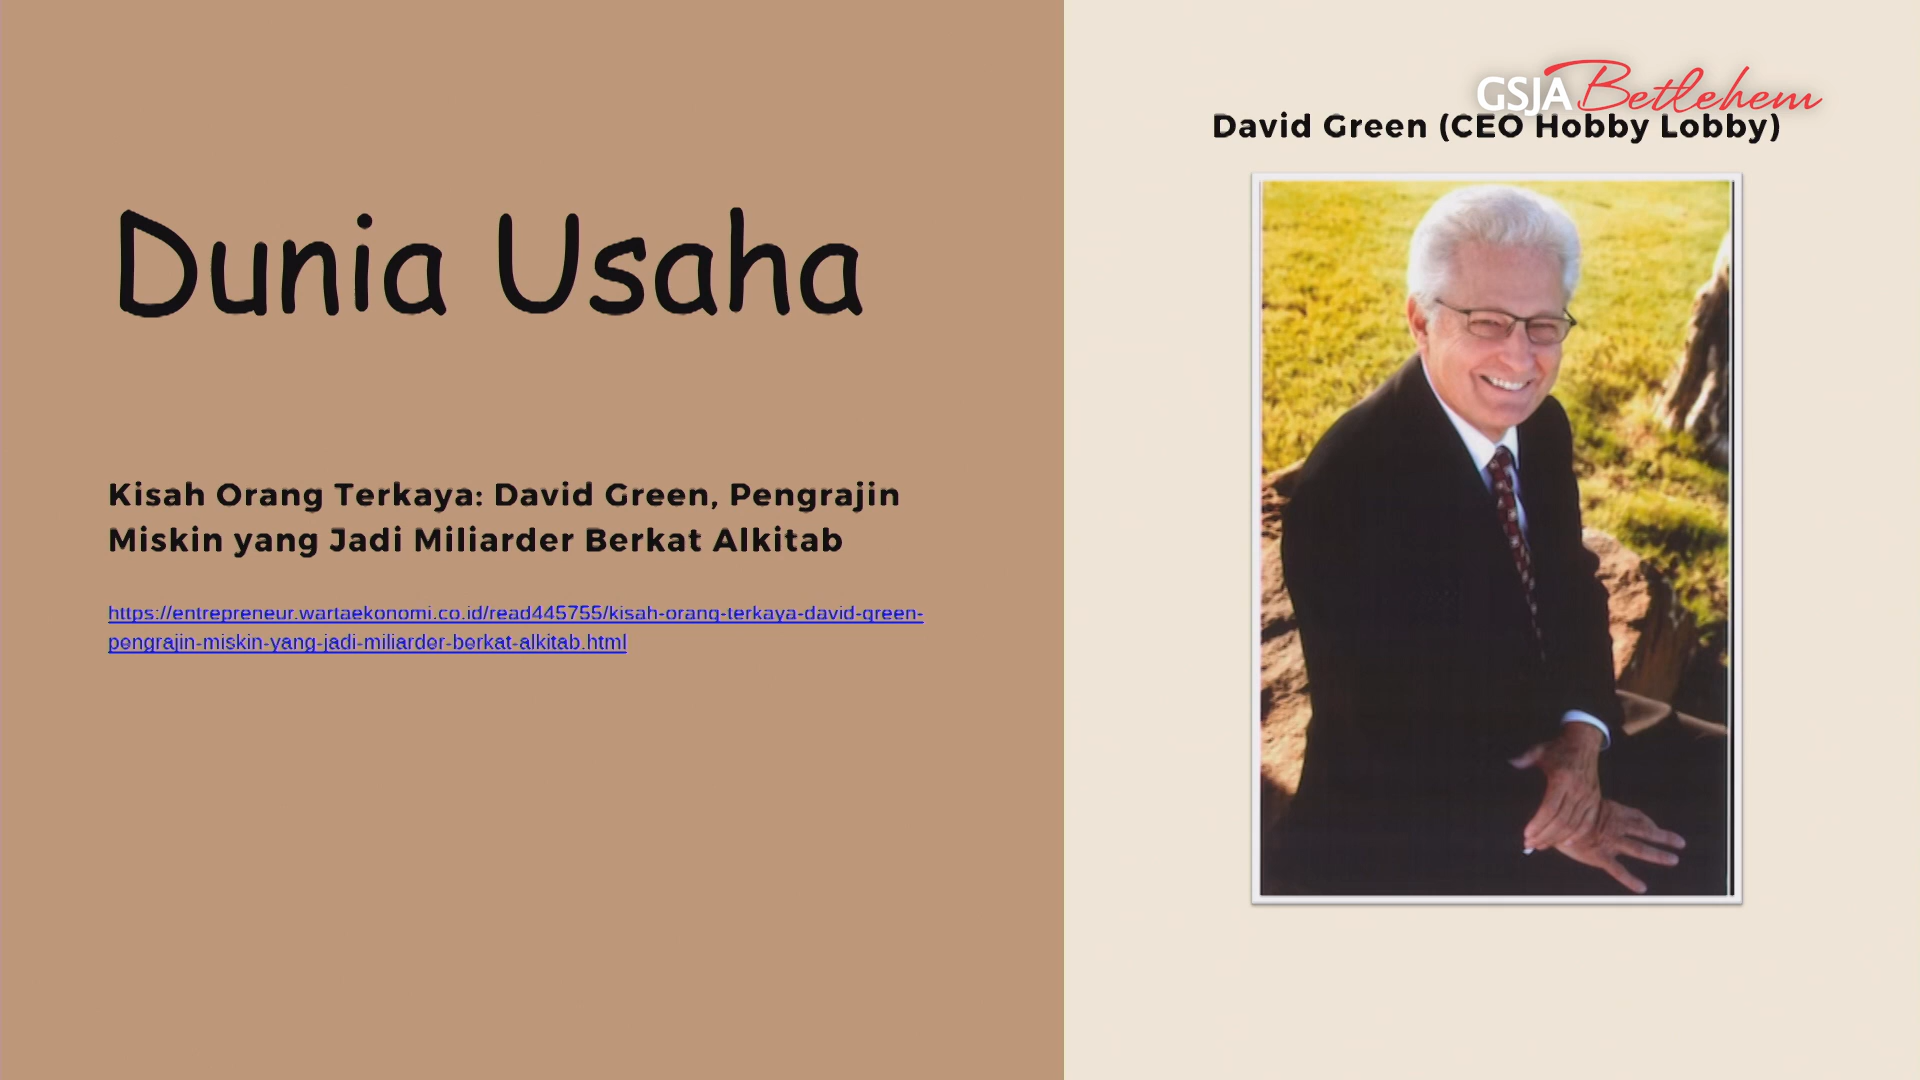 Dunia Usaha
Kisah Orang Terkaya: David Green, Pengrajin
Miskin yang Jadi Miliarder Berkat Alkitab
https://entrepreneur.wartaekonomi.co.id/read445755/kisah-orang-terkaya-david-green-
pengrajin-miskin-yang-jadi-miliarder-berkat-alkitab.html
GSJA Betlehem
David Green (CEO Hobby Lobby)